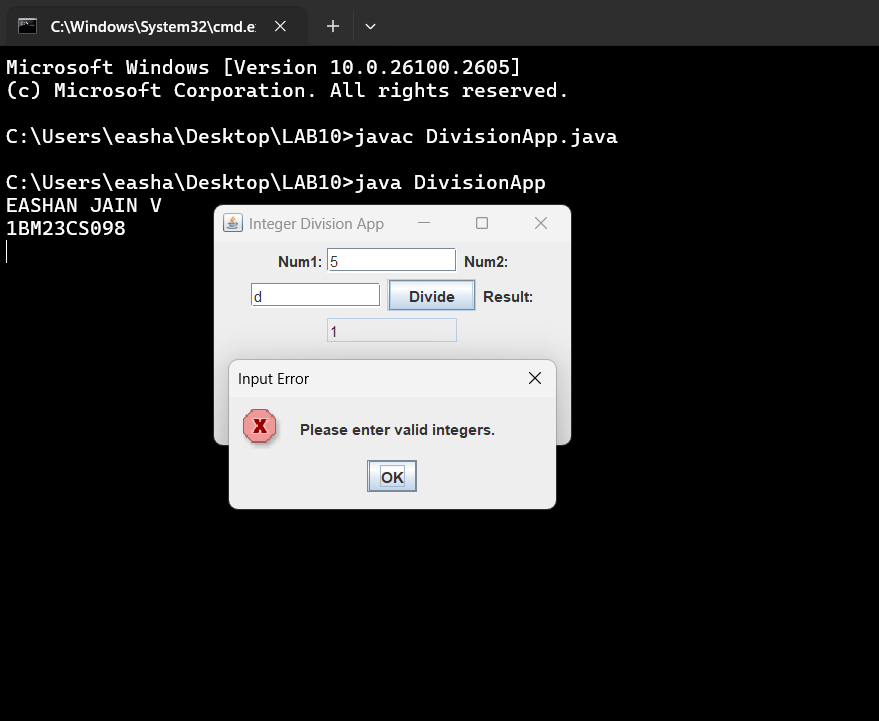 C:\Windows\System32\cmd.e
Microsoft Windows [Version 10.0.26100.2605]
(c) Microsoft Corporation. All rights reserved.
C:\Users\easha\Desktop\LAB10>javac DivisionApp.java
C:\Users\easha\Desktop\LAB10>java DivisionApp
EASHAN JAIN V
1BM23CS098
Integer Division App
Num1: 5 Num2:
d Divide Result:
1
Input Error
Please enter valid integers.
OK